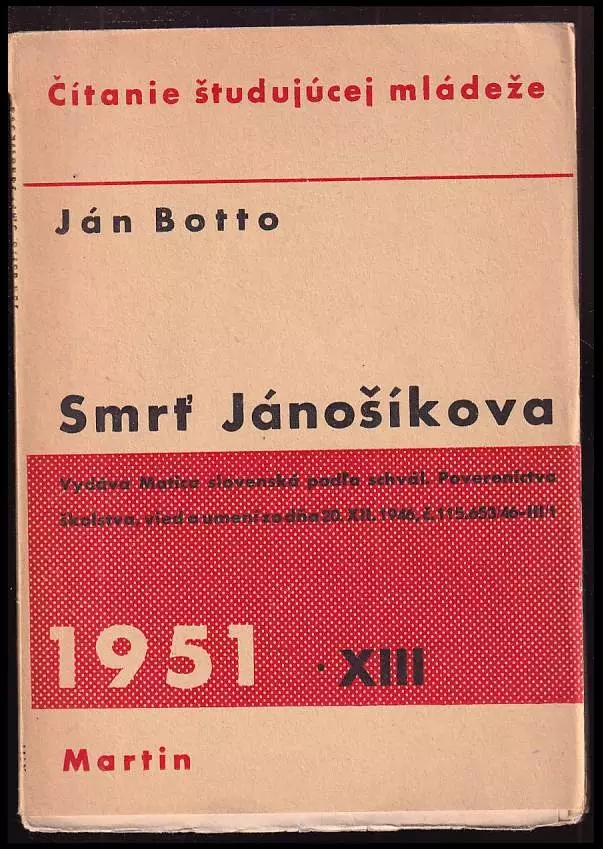 Čítanie študujúcej mládeže
Ján Botto
Smrť Jánošíkova
Vydáva Matica slovenská podľa schvál. Povereníctva
školstva, vied a umení zo dňa 20. XII. 1946, č. 115.653/46-III/1
1951 · XIII
Martin